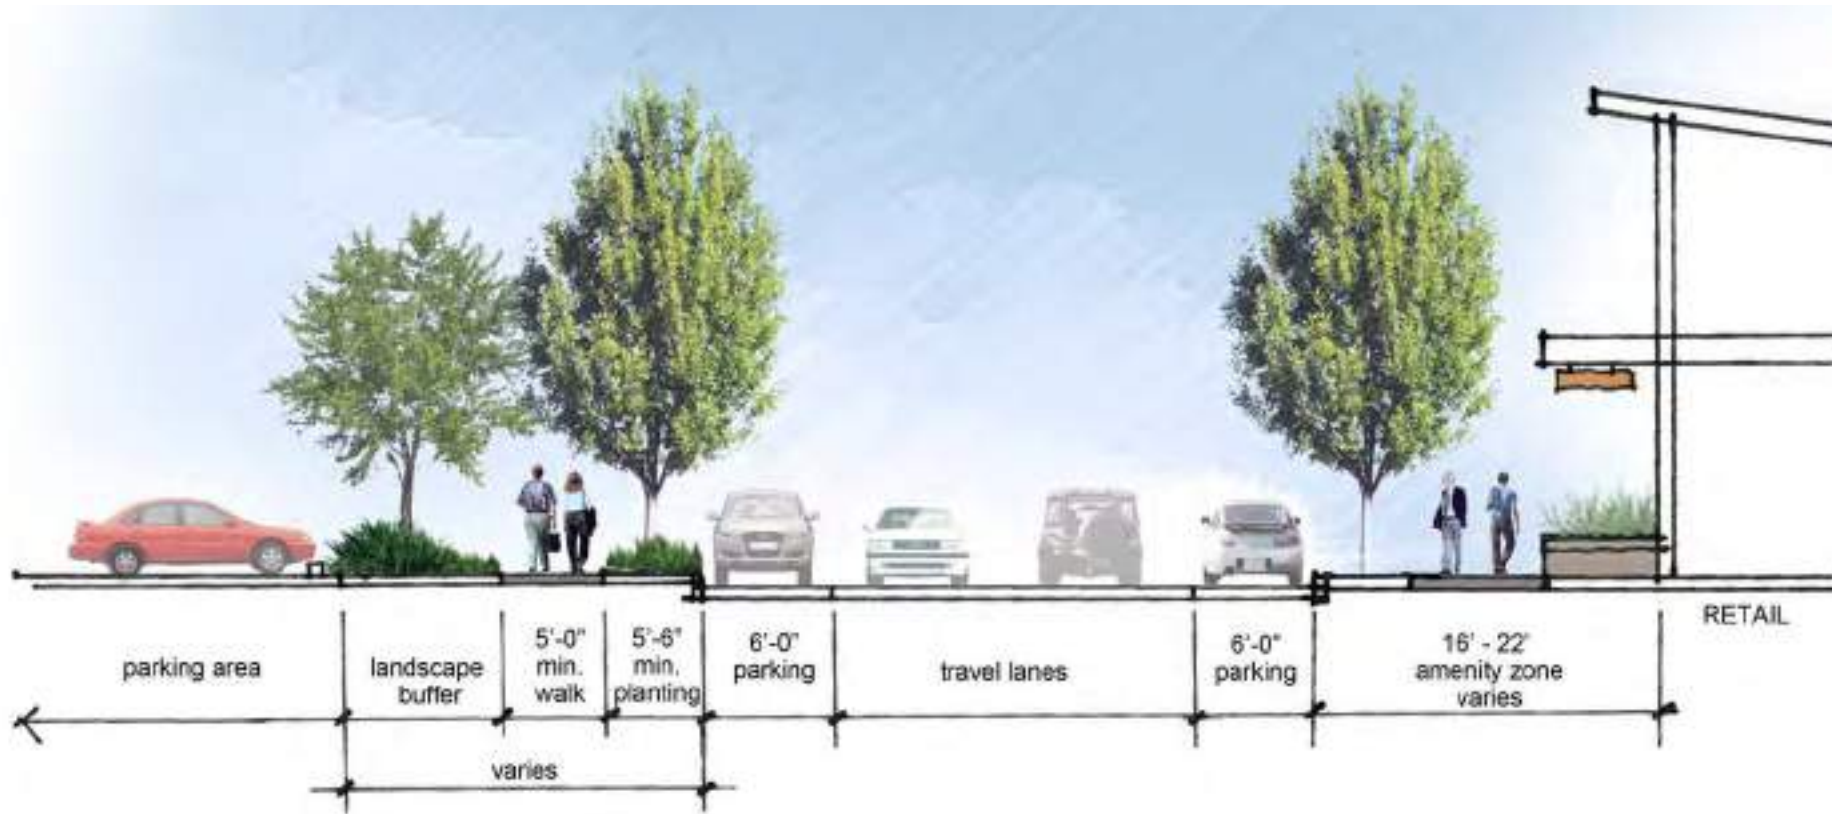 parking area
landscape
buffer
5'-0"
min.
walk
5'-6"
min.
planting
6'-0"
parking
travel lanes
6'-0"
parking
16' - 22'
amenity zone
varies
RETAIL
varies